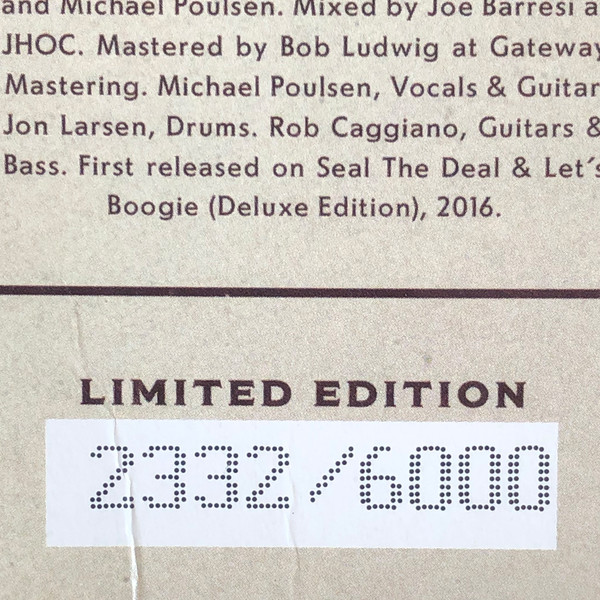 and Michael Poulsen. Mixed by Joe Barresi a
JHOC. Mastered by Bob Ludwig at Gateway
Mastering. Michael Poulsen, Vocals & Guitar
Jon Larsen, Drums. Rob Caggiano, Guitars &
Bass. First released on Seal The Deal & Let's
Boogie (Deluxe Edition), 2016.
LIMITED EDITION
2332/6000